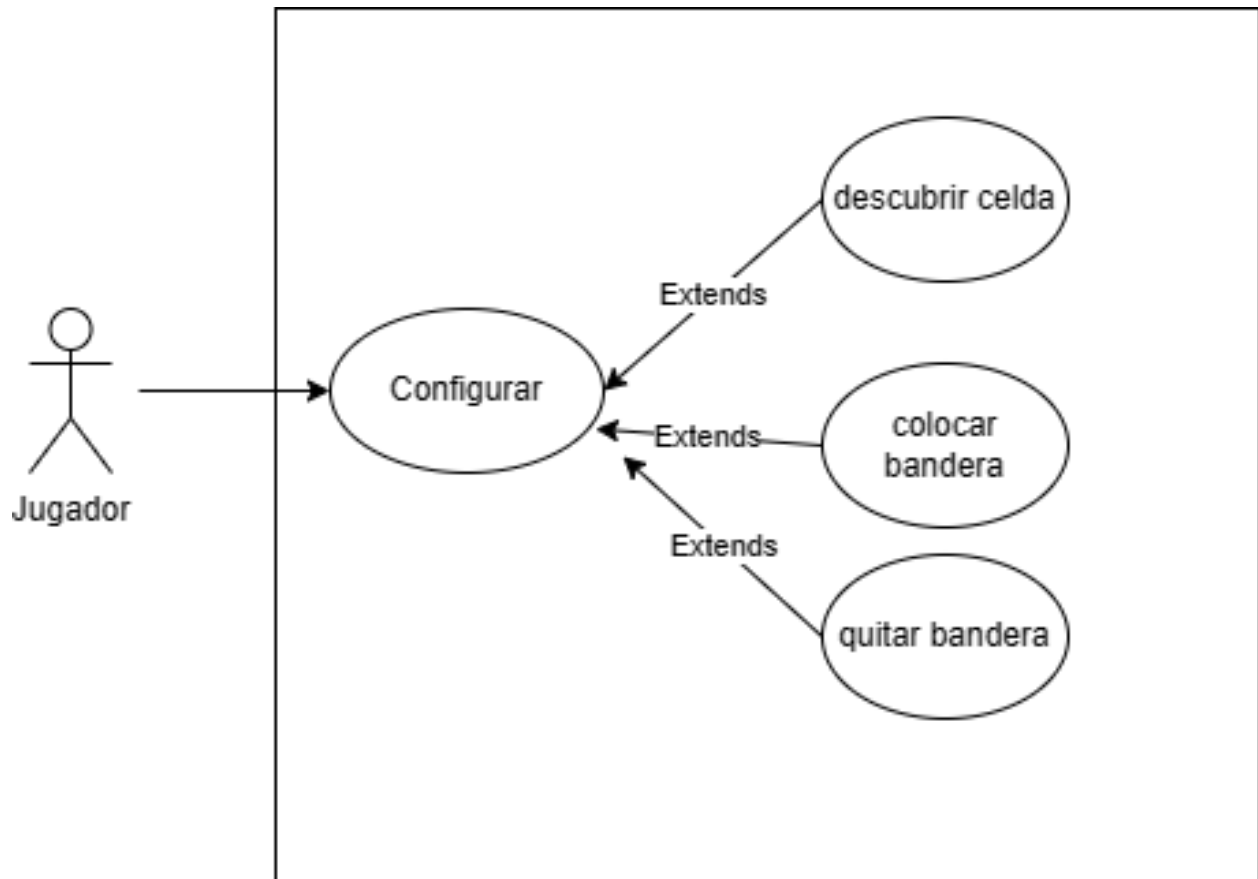 descubrir celda
Extends
Configurar
colocar
bandera
Extends
Jugador
Extends
quitar bandera